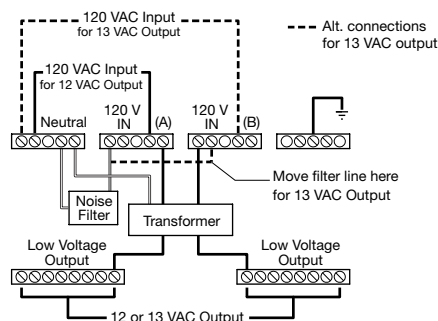 120 VAC Input
for 13 VAC Output
Alt. connections
for 13 VAC output
120 VAC Input
for 12 VAC Output
Neutral
120 V
IN
(A)
120 V
IN
(B)
Move filter line here
for 13 VAC Output
Noise
Filter
Transformer
Low Voltage
Output
Low Voltage
Output
12 or 13 VAC Output